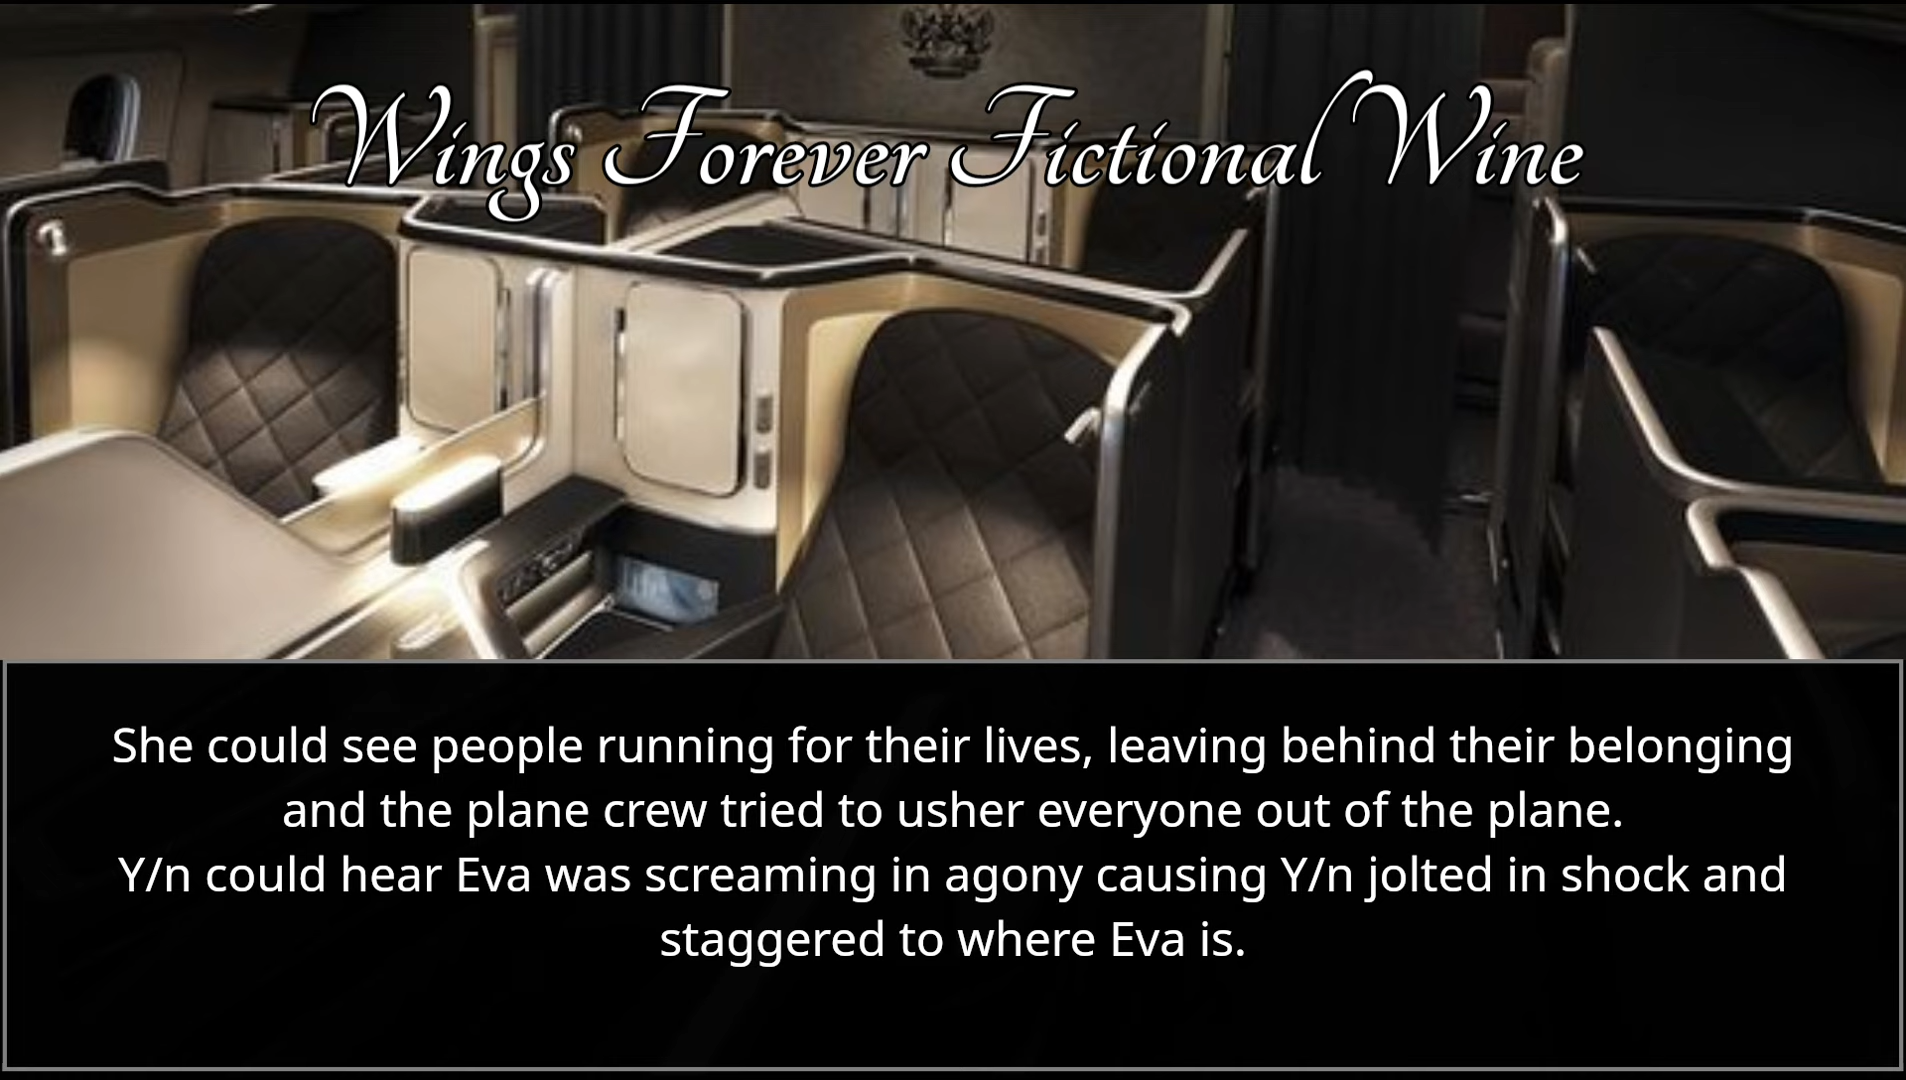 Wings Forever Fictional Wine
She could see people running for their lives, leaving behind their belonging
and the plane crew tried to usher everyone out of the plane.
Y/n could hear Eva was screaming in agony causing Y/n jolted in shock and
staggered to where Eva is.